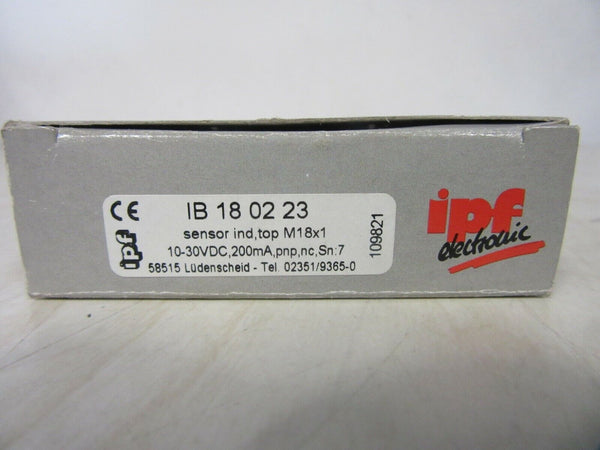 CE
IB 18 02 23
sensor ind,top M18x1
10-30VDC,200mA,pnp,nc,Sn:7
58515 Lüdenscheid - Tel. 02351/9365-0
ipf
109821
ipf
electronic